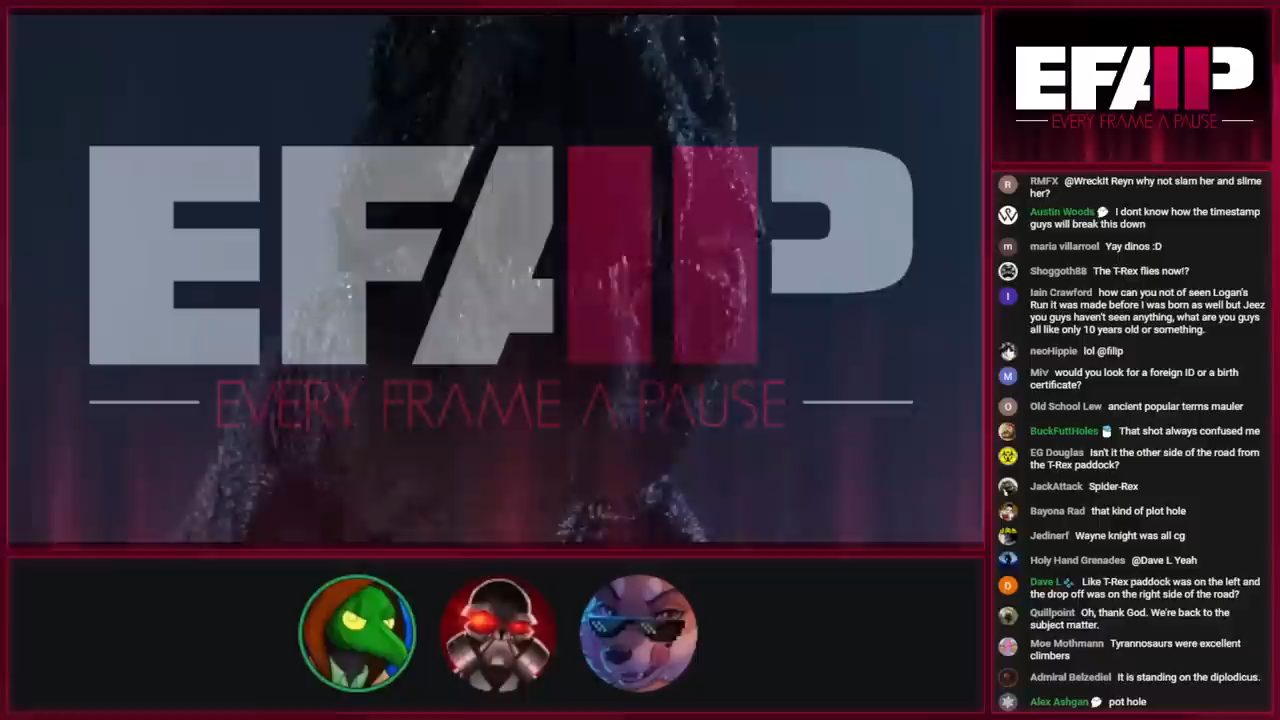 EFAP
EVERY FRAME A PAUSE
EFAP
EVERY FRAME A PAUSE
RMFX @Wreckit Reyn why not slam her and slime
her?
Austin Woods I dont know how the timestamp
guys will break this down
maria villarroel Yay dinos :D
Shoggoth88 The T-Rex flies now!?
Iain Crawford how can you not of seen Logan's
Run it was made before I was born as well but Jeez
you guys haven't seen anything, what are you guys
all like only 10 years old or something.
neoHippie lol @filip
Miv would you look for a foreign ID or a birth
certificate?
Old School Lew ancient popular terms mauler
BuckFuttHoles That shot always confused me
EG Douglas Isn't it the other side of the road from
the T-Rex paddock?
JackAttack Spider-Rex
Bayona Rad that kind of plot hole
Jedinerf Wayne knight was all cg
Holy Hand Grenades @Dave L Yeah
Dave L Like T-Rex paddock was on the left and
the drop off was on the right side of the road?
Quillpoint Oh, thank God. We're back to the
subject matter.
Moe Mothmann Tyrannosaurs were excellent
climbers
Admiral Belzediel It is standing on the diplodicus.
Alex Ashgan pot hole